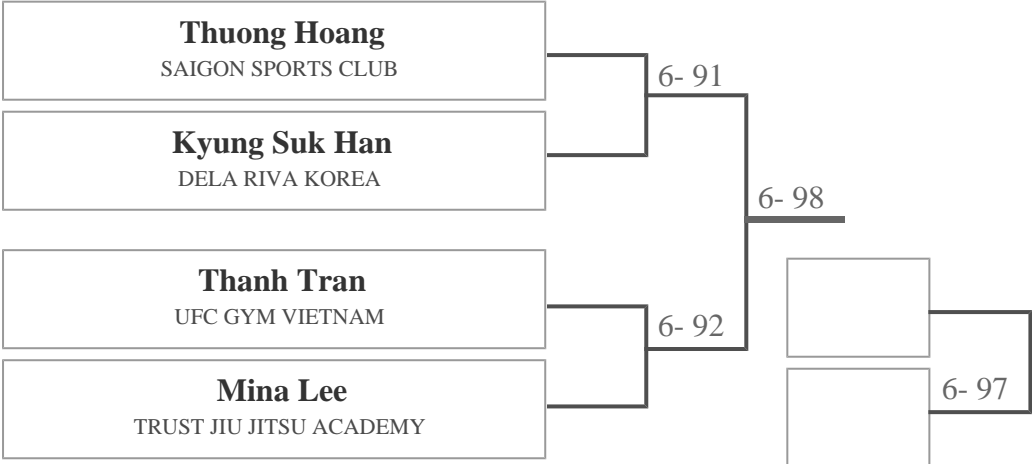 Thuong Hoang
SAIGON SPORTS CLUB
6- 91
Kyung Suk Han
DELA RIVA KOREA
6- 98
Thanh Tran
UFC GYM VIETNAM
6- 92
Mina Lee
TRUST JIU JITSU ACADEMY
6- 97